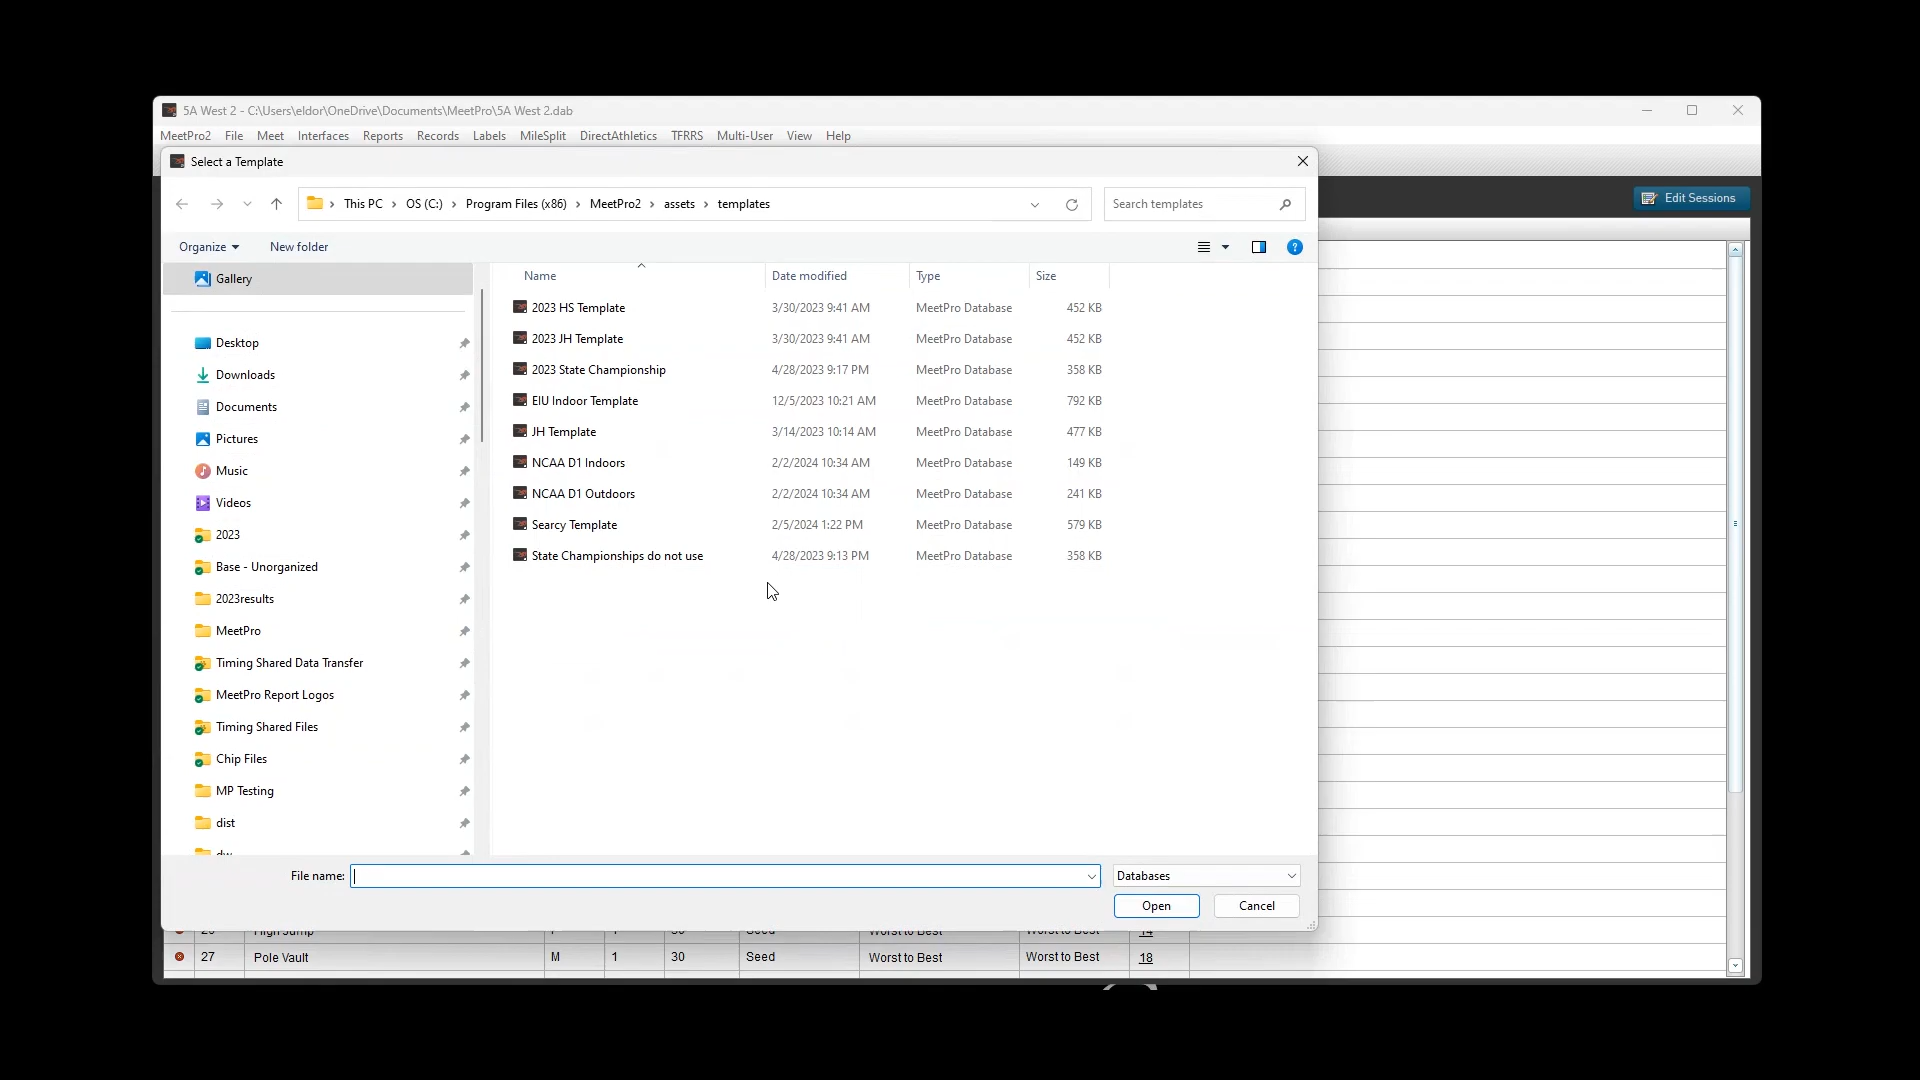 5A West 2 - C:\Users\eldor\OneDrive\Documents\MeetPro\5A West 2.dab
MeetPro2 File Meet Interfaces Reports Records Labels MileSplit DirectAthletics TFRRS Multi-User View Help
Select a Template
This PC > OS (C:) > Program Files (x86) > MeetPro2 > assets > templates
Search templates
Edit Sessions
Organize
New folder
Name Date modified Type Size
Gallery
Desktop
Downloads
Documents
Pictures
Music
Videos
2023
Base - Unorganized
2023results
MeetPro
Timing Shared Data Transfer
MeetPro Report Logos
Timing Shared Files
Chip Files
MP Testing
dist
2023 HS Template 3/30/2023 9:41 AM MeetPro Database 452 KB
2023 JH Template 3/30/2023 9:41 AM MeetPro Database 452 KB
2023 State Championship 4/28/2023 9:17 PM MeetPro Database 358 KB
EIU Indoor Template 12/5/2023 10:21 AM MeetPro Database 792 KB
JH Template 3/14/2023 10:14 AM MeetPro Database 477 KB
NCAA D1 Indoors 2/2/2024 10:34 AM MeetPro Database 149 KB
NCAA D1 Outdoors 2/2/2024 10:34 AM MeetPro Database 241 KB
Searcy Template 2/5/2024 1:22 PM MeetPro Database 579 KB
State Championships do not use 4/28/2023 9:13 PM MeetPro Database 358 KB
File name:
Databases
Open Cancel
High Jump Worst to Best Worst to Best 14
27 Pole Vault M 1 30 Seed Worst to Best Worst to Best 18